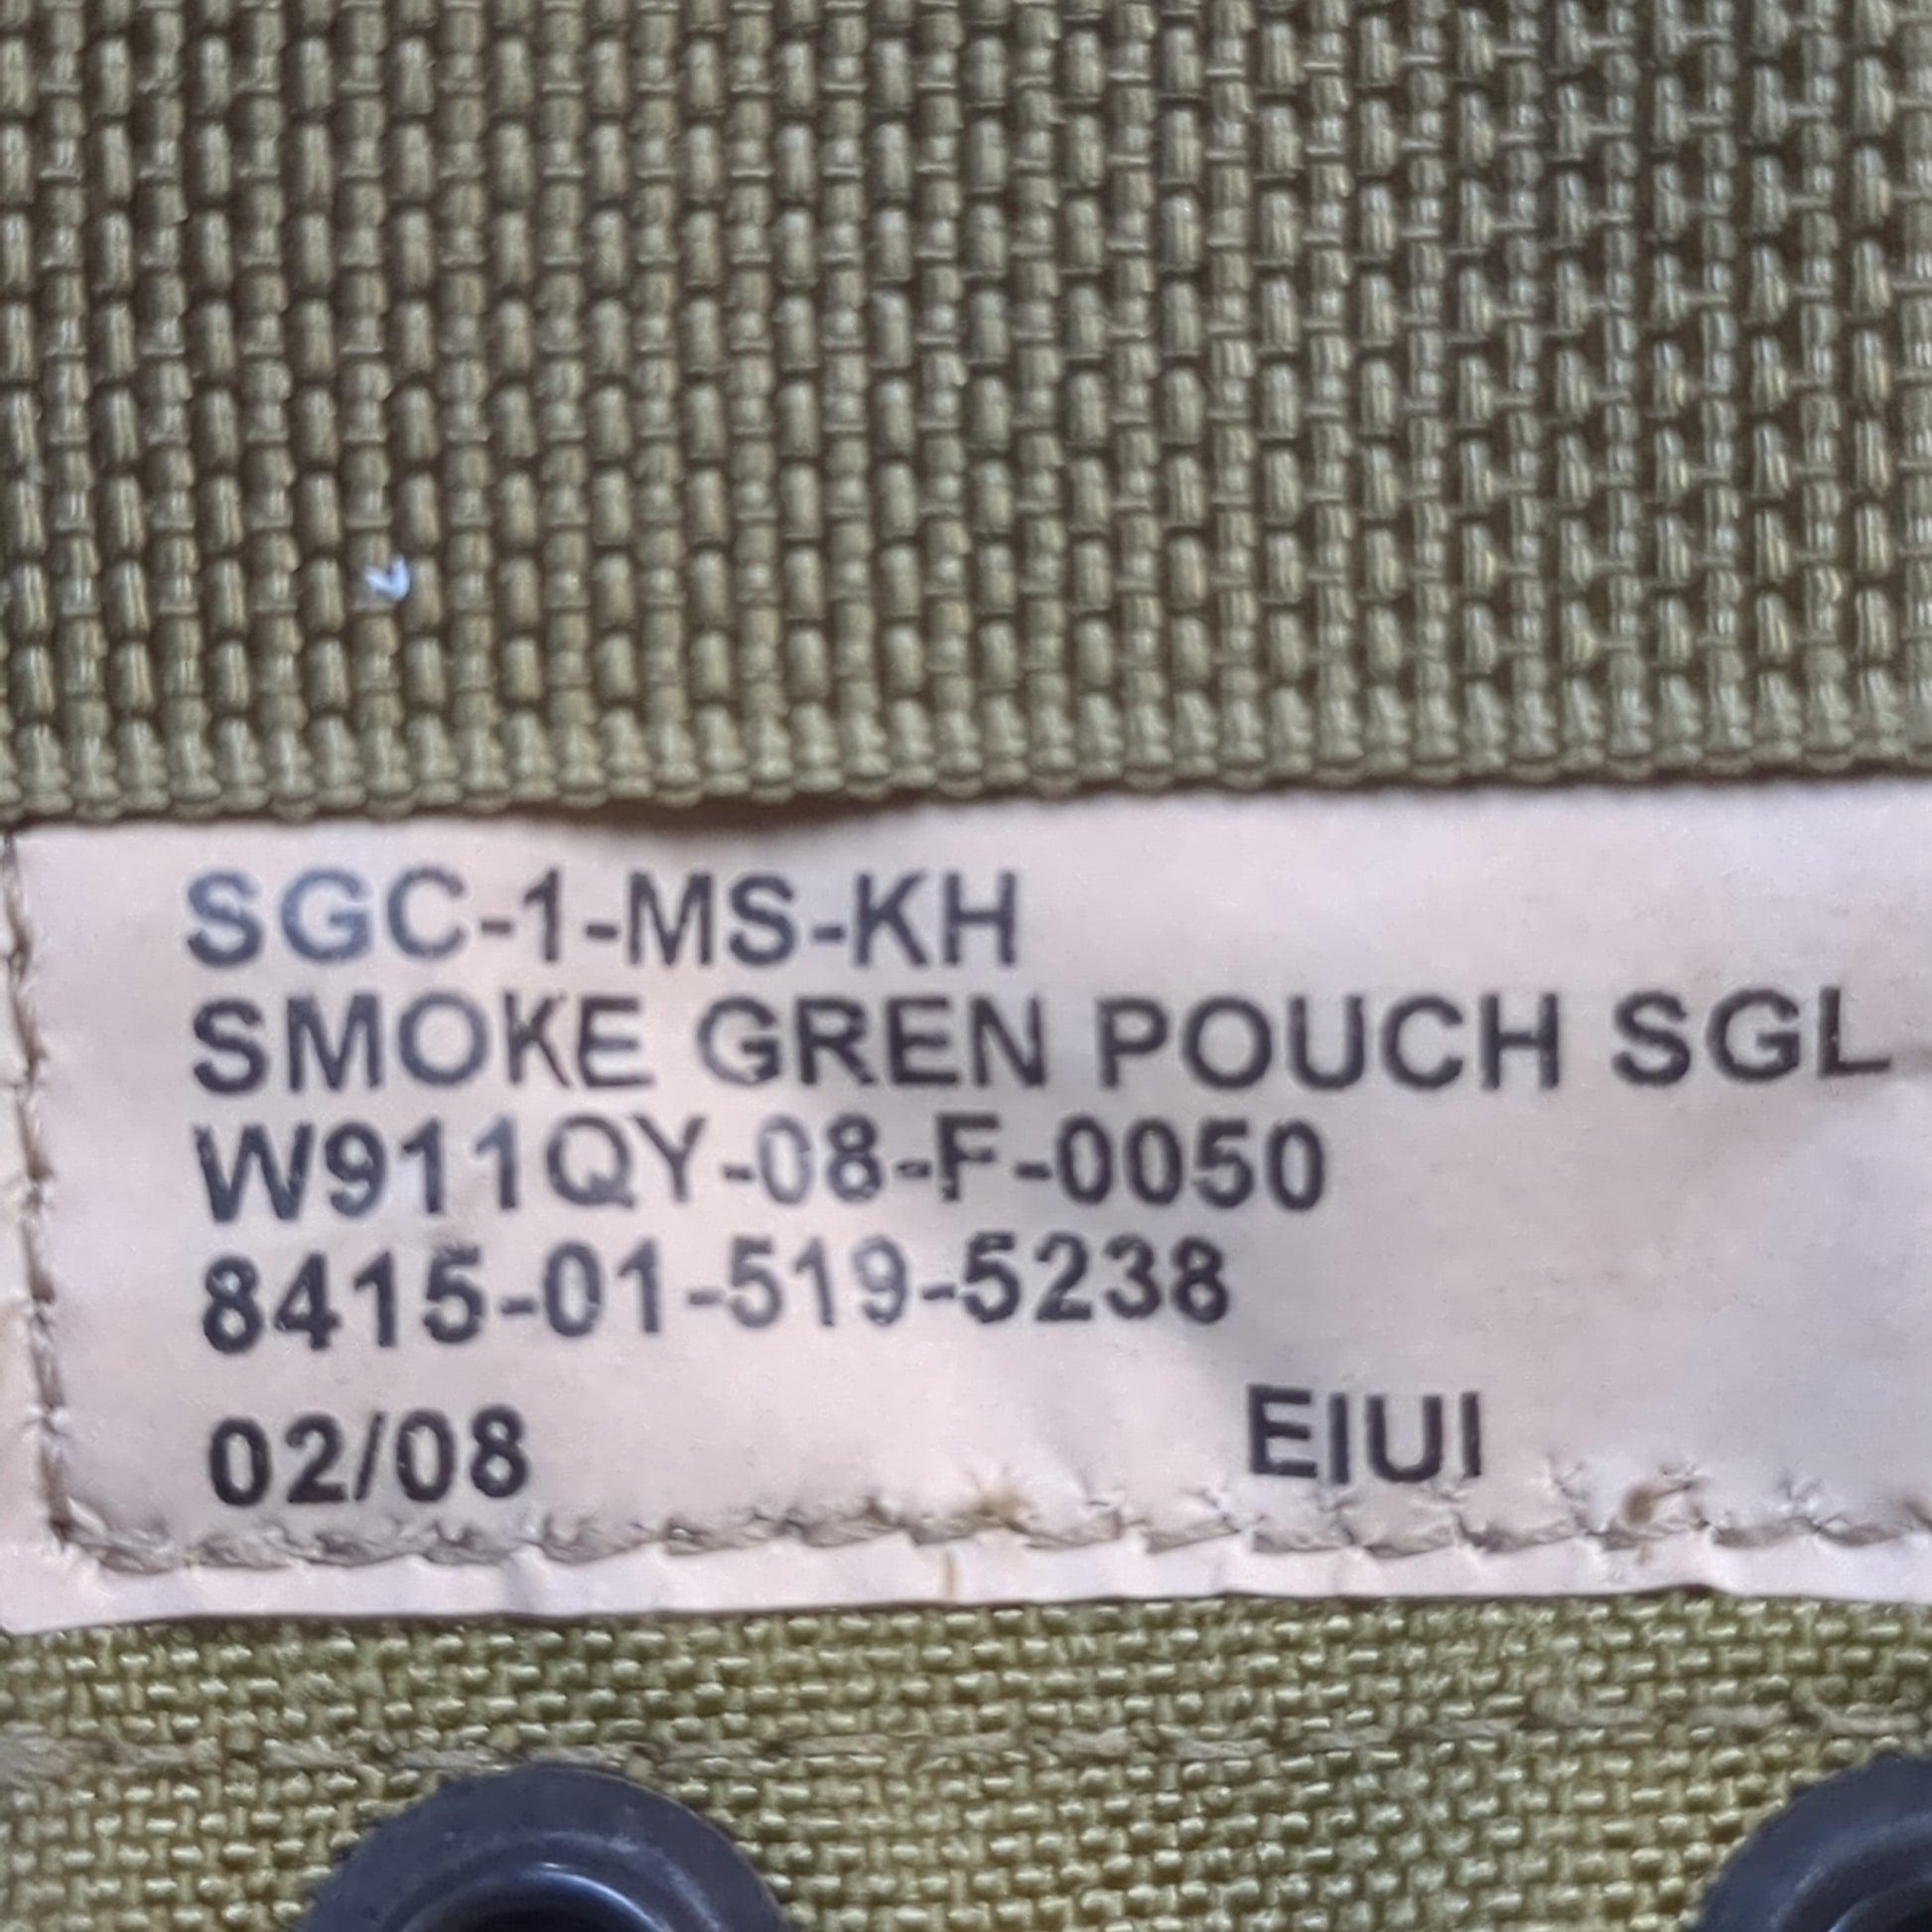 SGC-1-MS-KH
SMOKE GREN POUCH SGL
W911QY-08-F-0050
8415-01-519-5238
02/08 EIUI